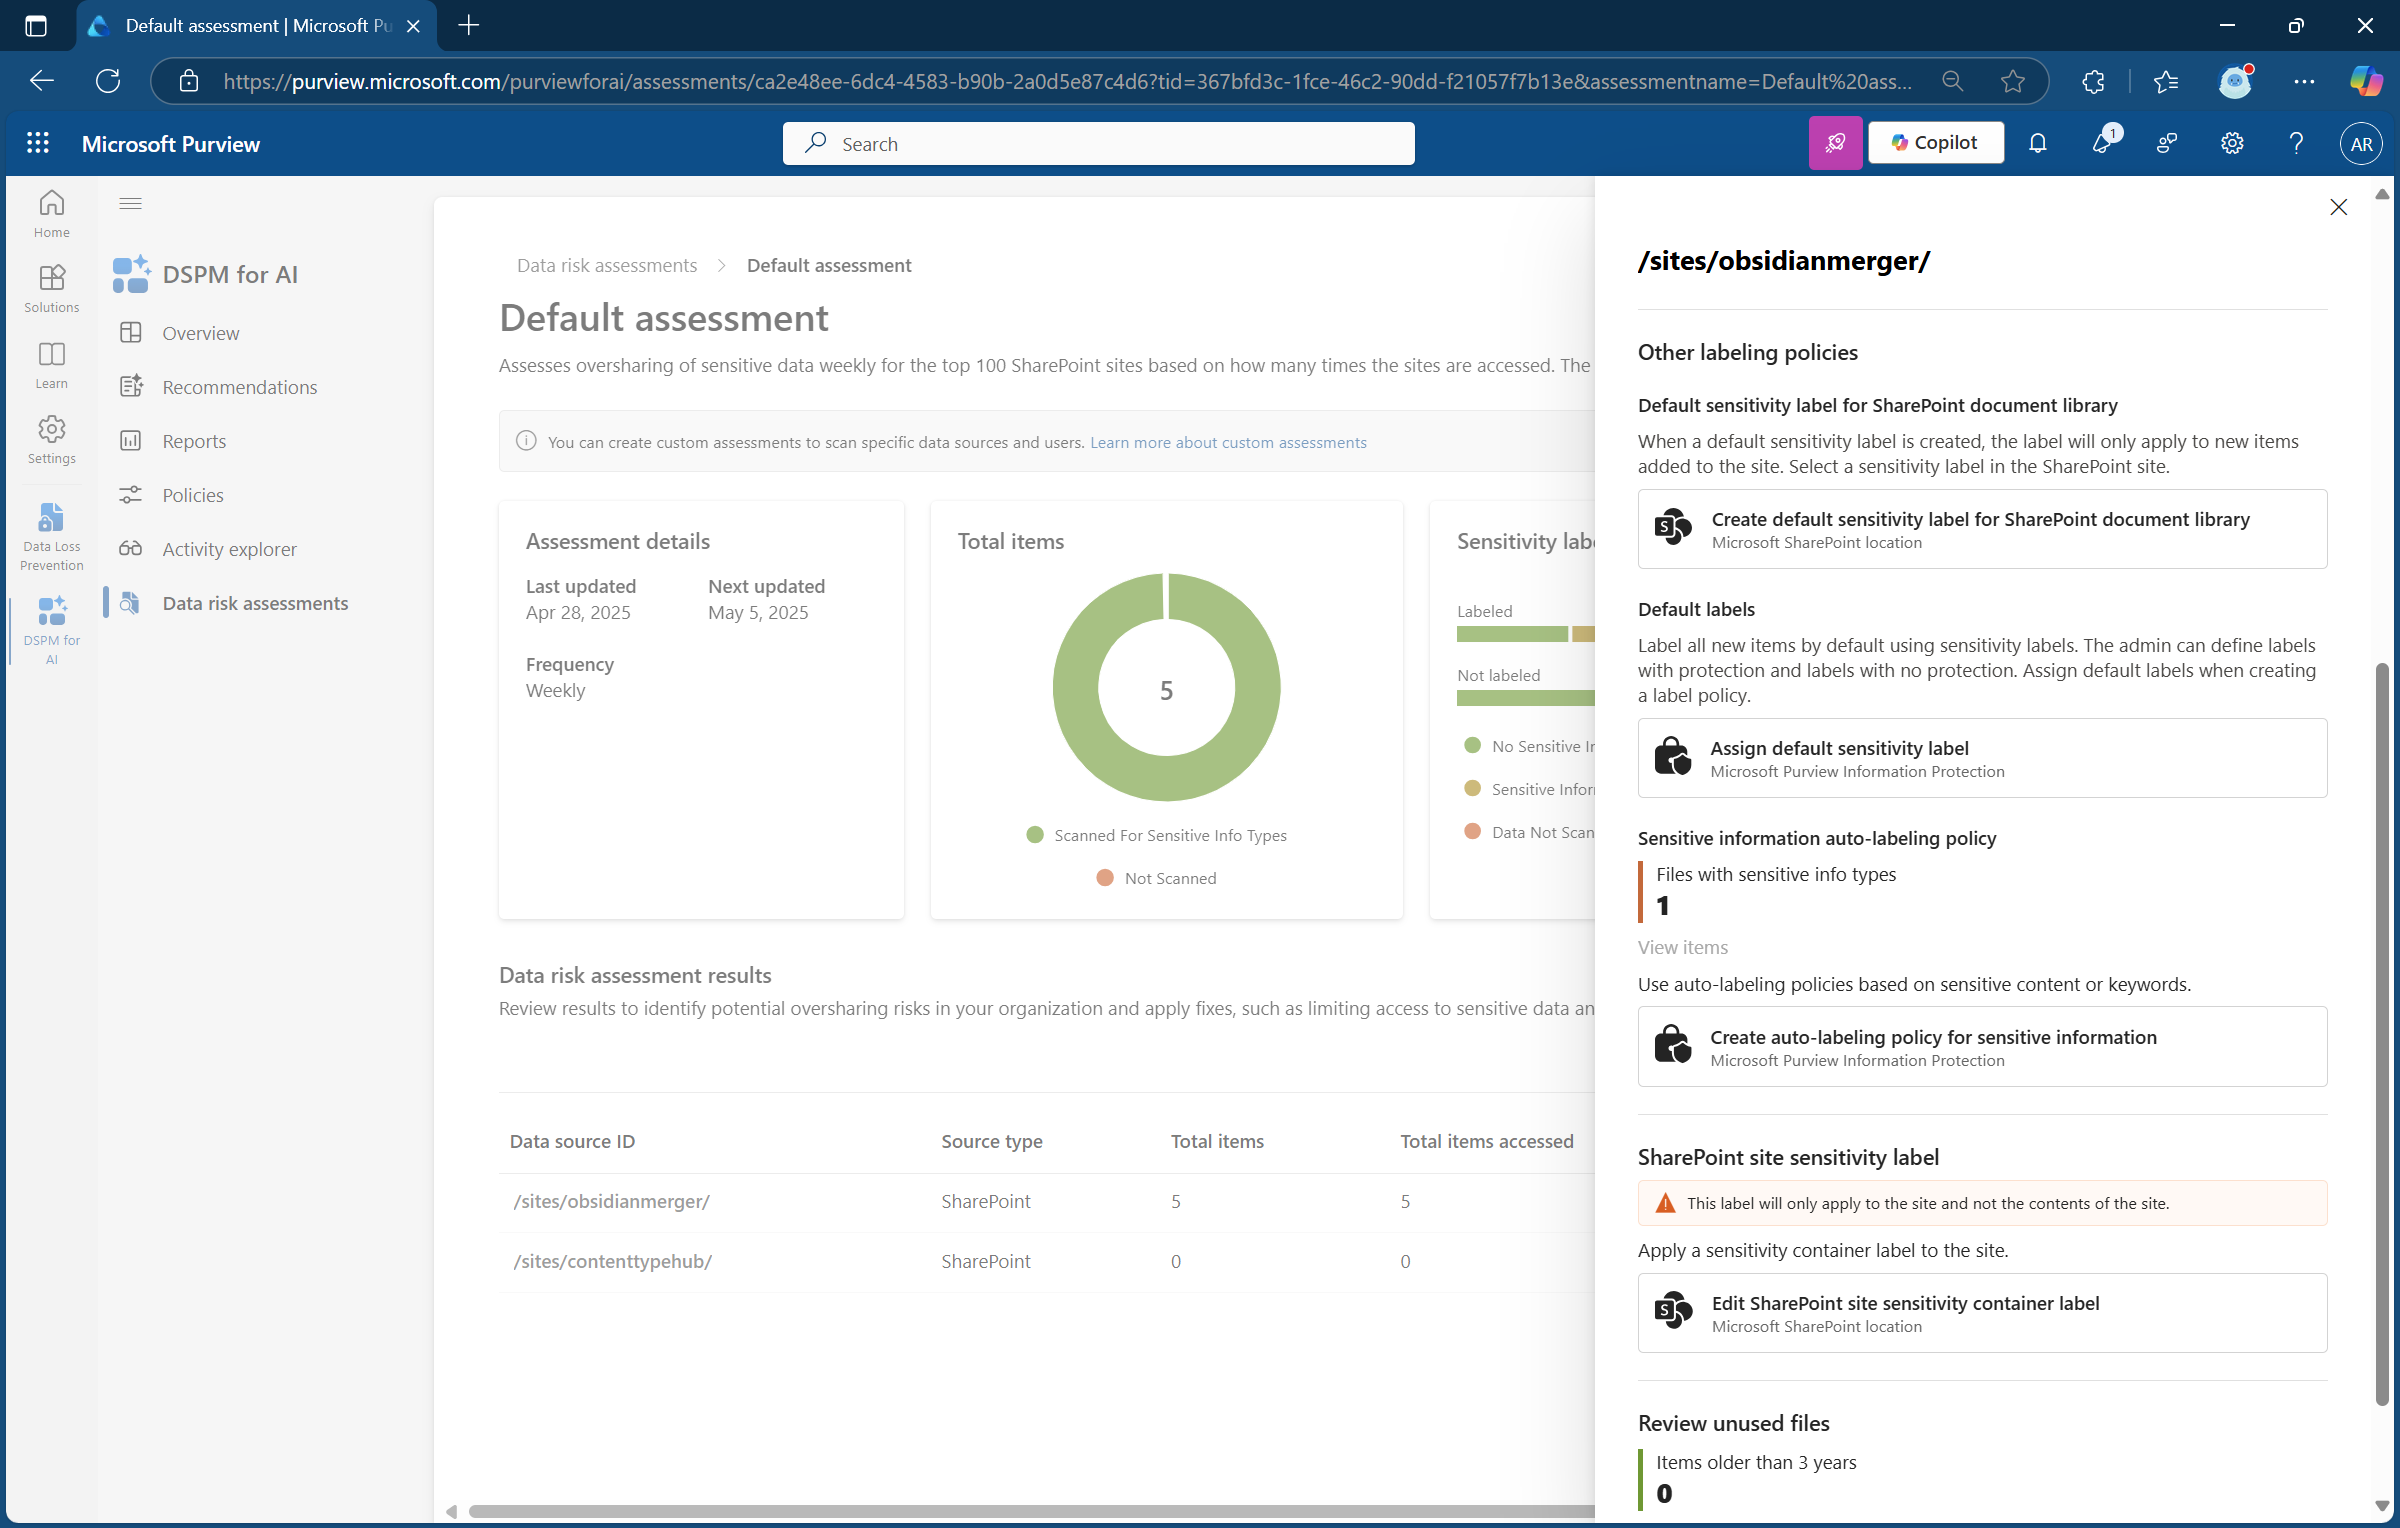 Default assessment | Microsoft Pu
https://purview.microsoft.com/purviewforai/assessments/ca2e48ee-6dc4-4583-b90b-2a0d5e87c4d6?tid=367bfd3c-1fce-46c2-90dd-f21057f7b13e&assessmentname=Default%20ass...
Microsoft Purview
Search
Copilot
1
AR
Home
Solutions
Learn
Settings
Data Loss
Prevention
DSPM for
AI
DSPM for AI
Overview
Recommendations
Reports
Policies
Activity explorer
Data risk assessments
Data risk assessments > Default assessment
Default assessment
Assesses oversharing of sensitive data weekly for the top 100 SharePoint sites based on how many times the sites are accessed. The
You can create custom assessments to scan specific data sources and users. Learn more about custom assessments
Assessment details
Last updated
Apr 28, 2025
Next updated
May 5, 2025
Frequency
Weekly
Total items
5
Scanned For Sensitive Info Types
Not Scanned
Sensitivity labe
Labeled
Not labeled
No Sensitive Ir
Sensitive Infor
Data Not Scan
Data risk assessment results
Review results to identify potential oversharing risks in your organization and apply fixes, such as limiting access to sensitive data an
Data source ID Source type Total items Total items accessed
/sites/obsidianmerger/ SharePoint 5 5
/sites/contenttypehub/ SharePoint 0 0
/sites/obsidianmerger/
Other labeling policies
Default sensitivity label for SharePoint document library
When a default sensitivity label is created, the label will only apply to new items
added to the site. Select a sensitivity label in the SharePoint site.
Create default sensitivity label for SharePoint document library
Microsoft SharePoint location
Default labels
Label all new items by default using sensitivity labels. The admin can define labels
with protection and labels with no protection. Assign default labels when creating
a label policy.
Assign default sensitivity label
Microsoft Purview Information Protection
Sensitive information auto-labeling policy
Files with sensitive info types
1
View items
Use auto-labeling policies based on sensitive content or keywords.
Create auto-labeling policy for sensitive information
Microsoft Purview Information Protection
SharePoint site sensitivity label
This label will only apply to the site and not the contents of the site.
Apply a sensitivity container label to the site.
Edit SharePoint site sensitivity container label
Microsoft SharePoint location
Review unused files
Items older than 3 years
0